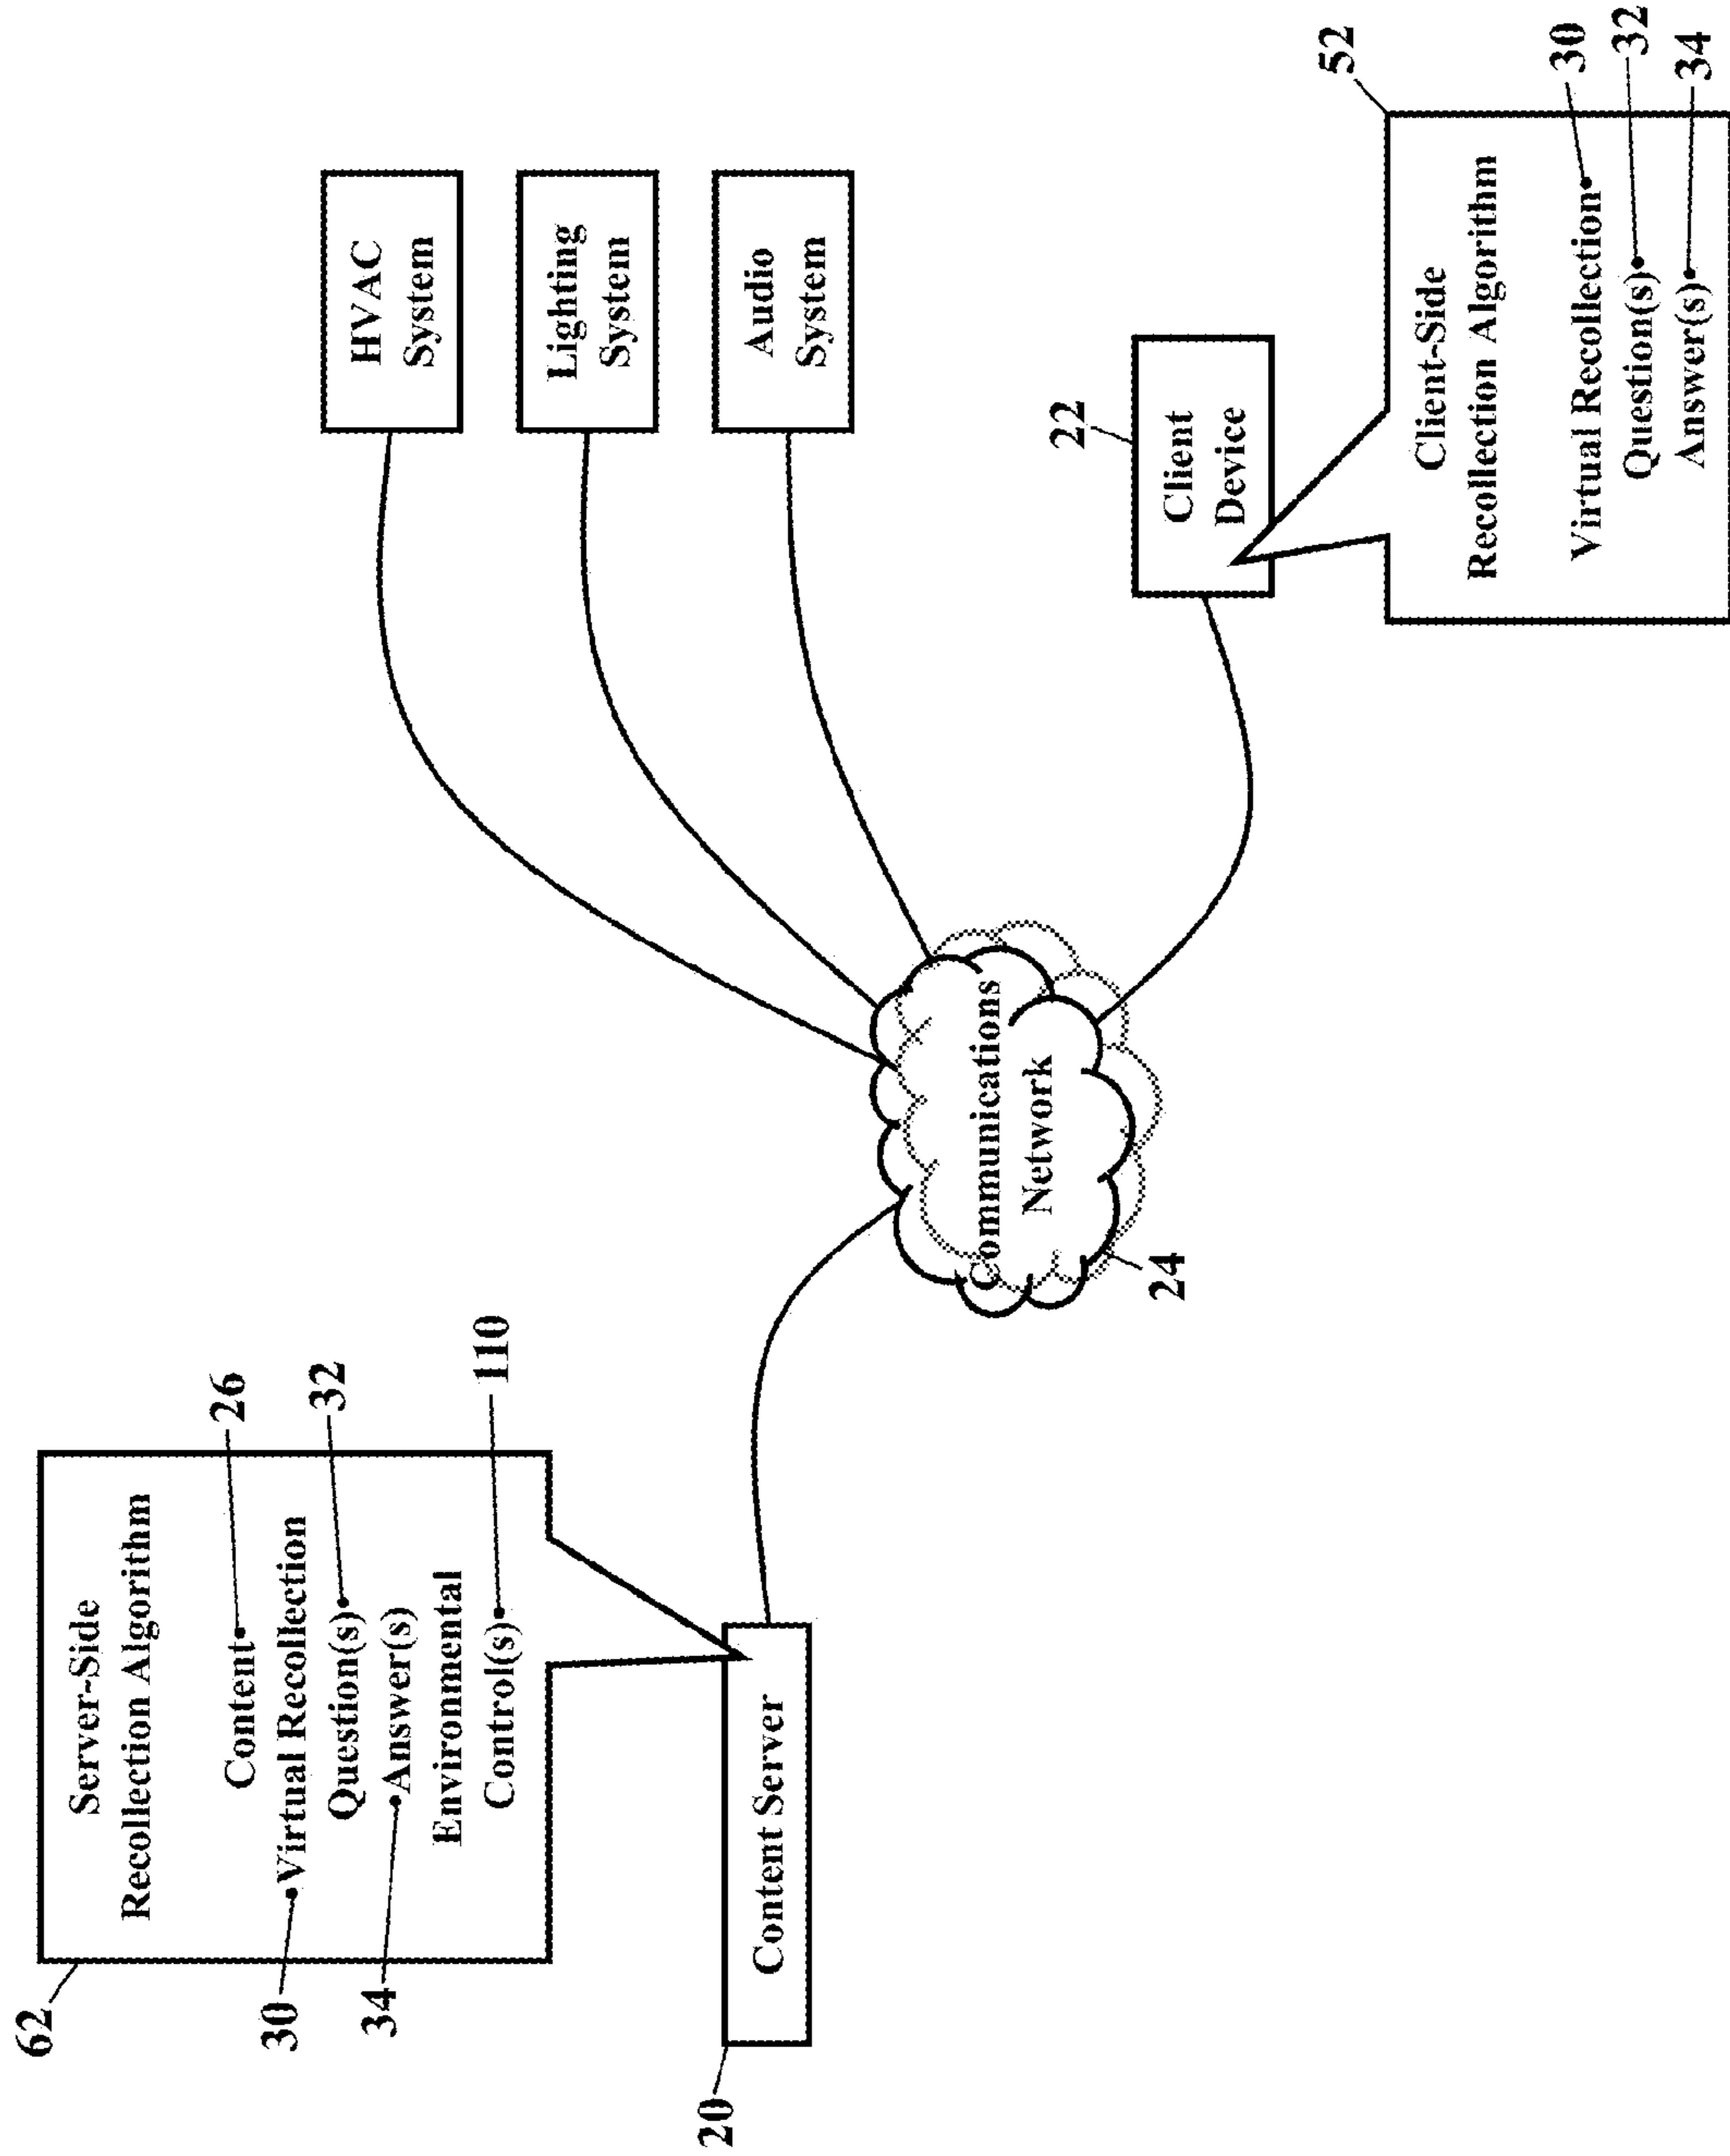 62
Server-Side
Recollection Algorithm
Content
26
30
Virtual Recollection
Question(s)
32
34
Answer(s)
Environmental
Control(s)
110
20
Content Server
Communications
Network
24
HVAC
System
Lighting
System
Audio
System
22
Client
Device
52
Client-Side
Recollection Algorithm
Virtual Recollection
30
Question(s)
32
Answer(s)
34